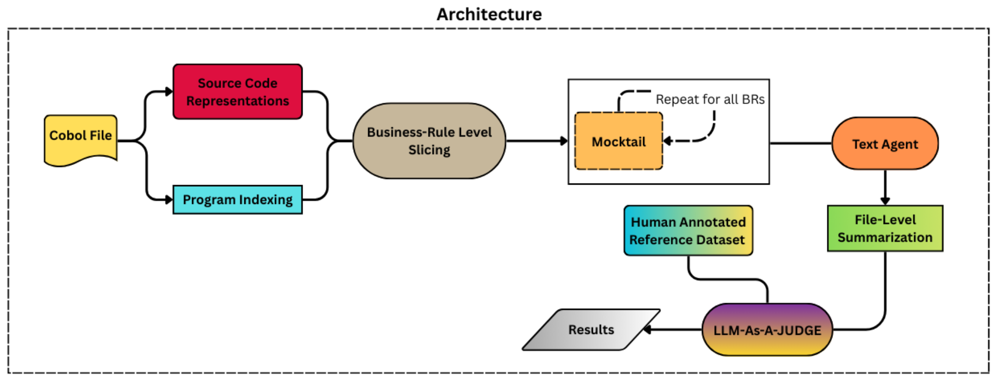 Architecture
Cobol File
Source Code
Representations
Program Indexing
Business-Rule Level
Slicing
Repeat for all BRs
Mocktail
Text Agent
File-Level
Summarization
Human Annotated
Reference Dataset
LLM-As-A-JUDGE
Results